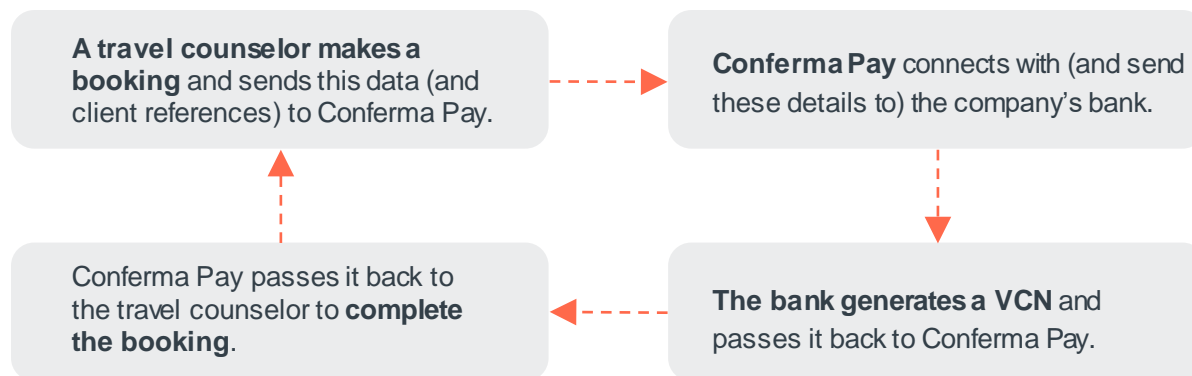 A travel counselor makes a
booking and sends this data (and
client references) to Conferma Pay.
Conferma Pay connects with (and send
these details to) the company’s bank.
The bank generates a VCN and
passes it back to Conferma Pay.
Conferma Pay passes it back to
the travel counselor to complete
the booking.